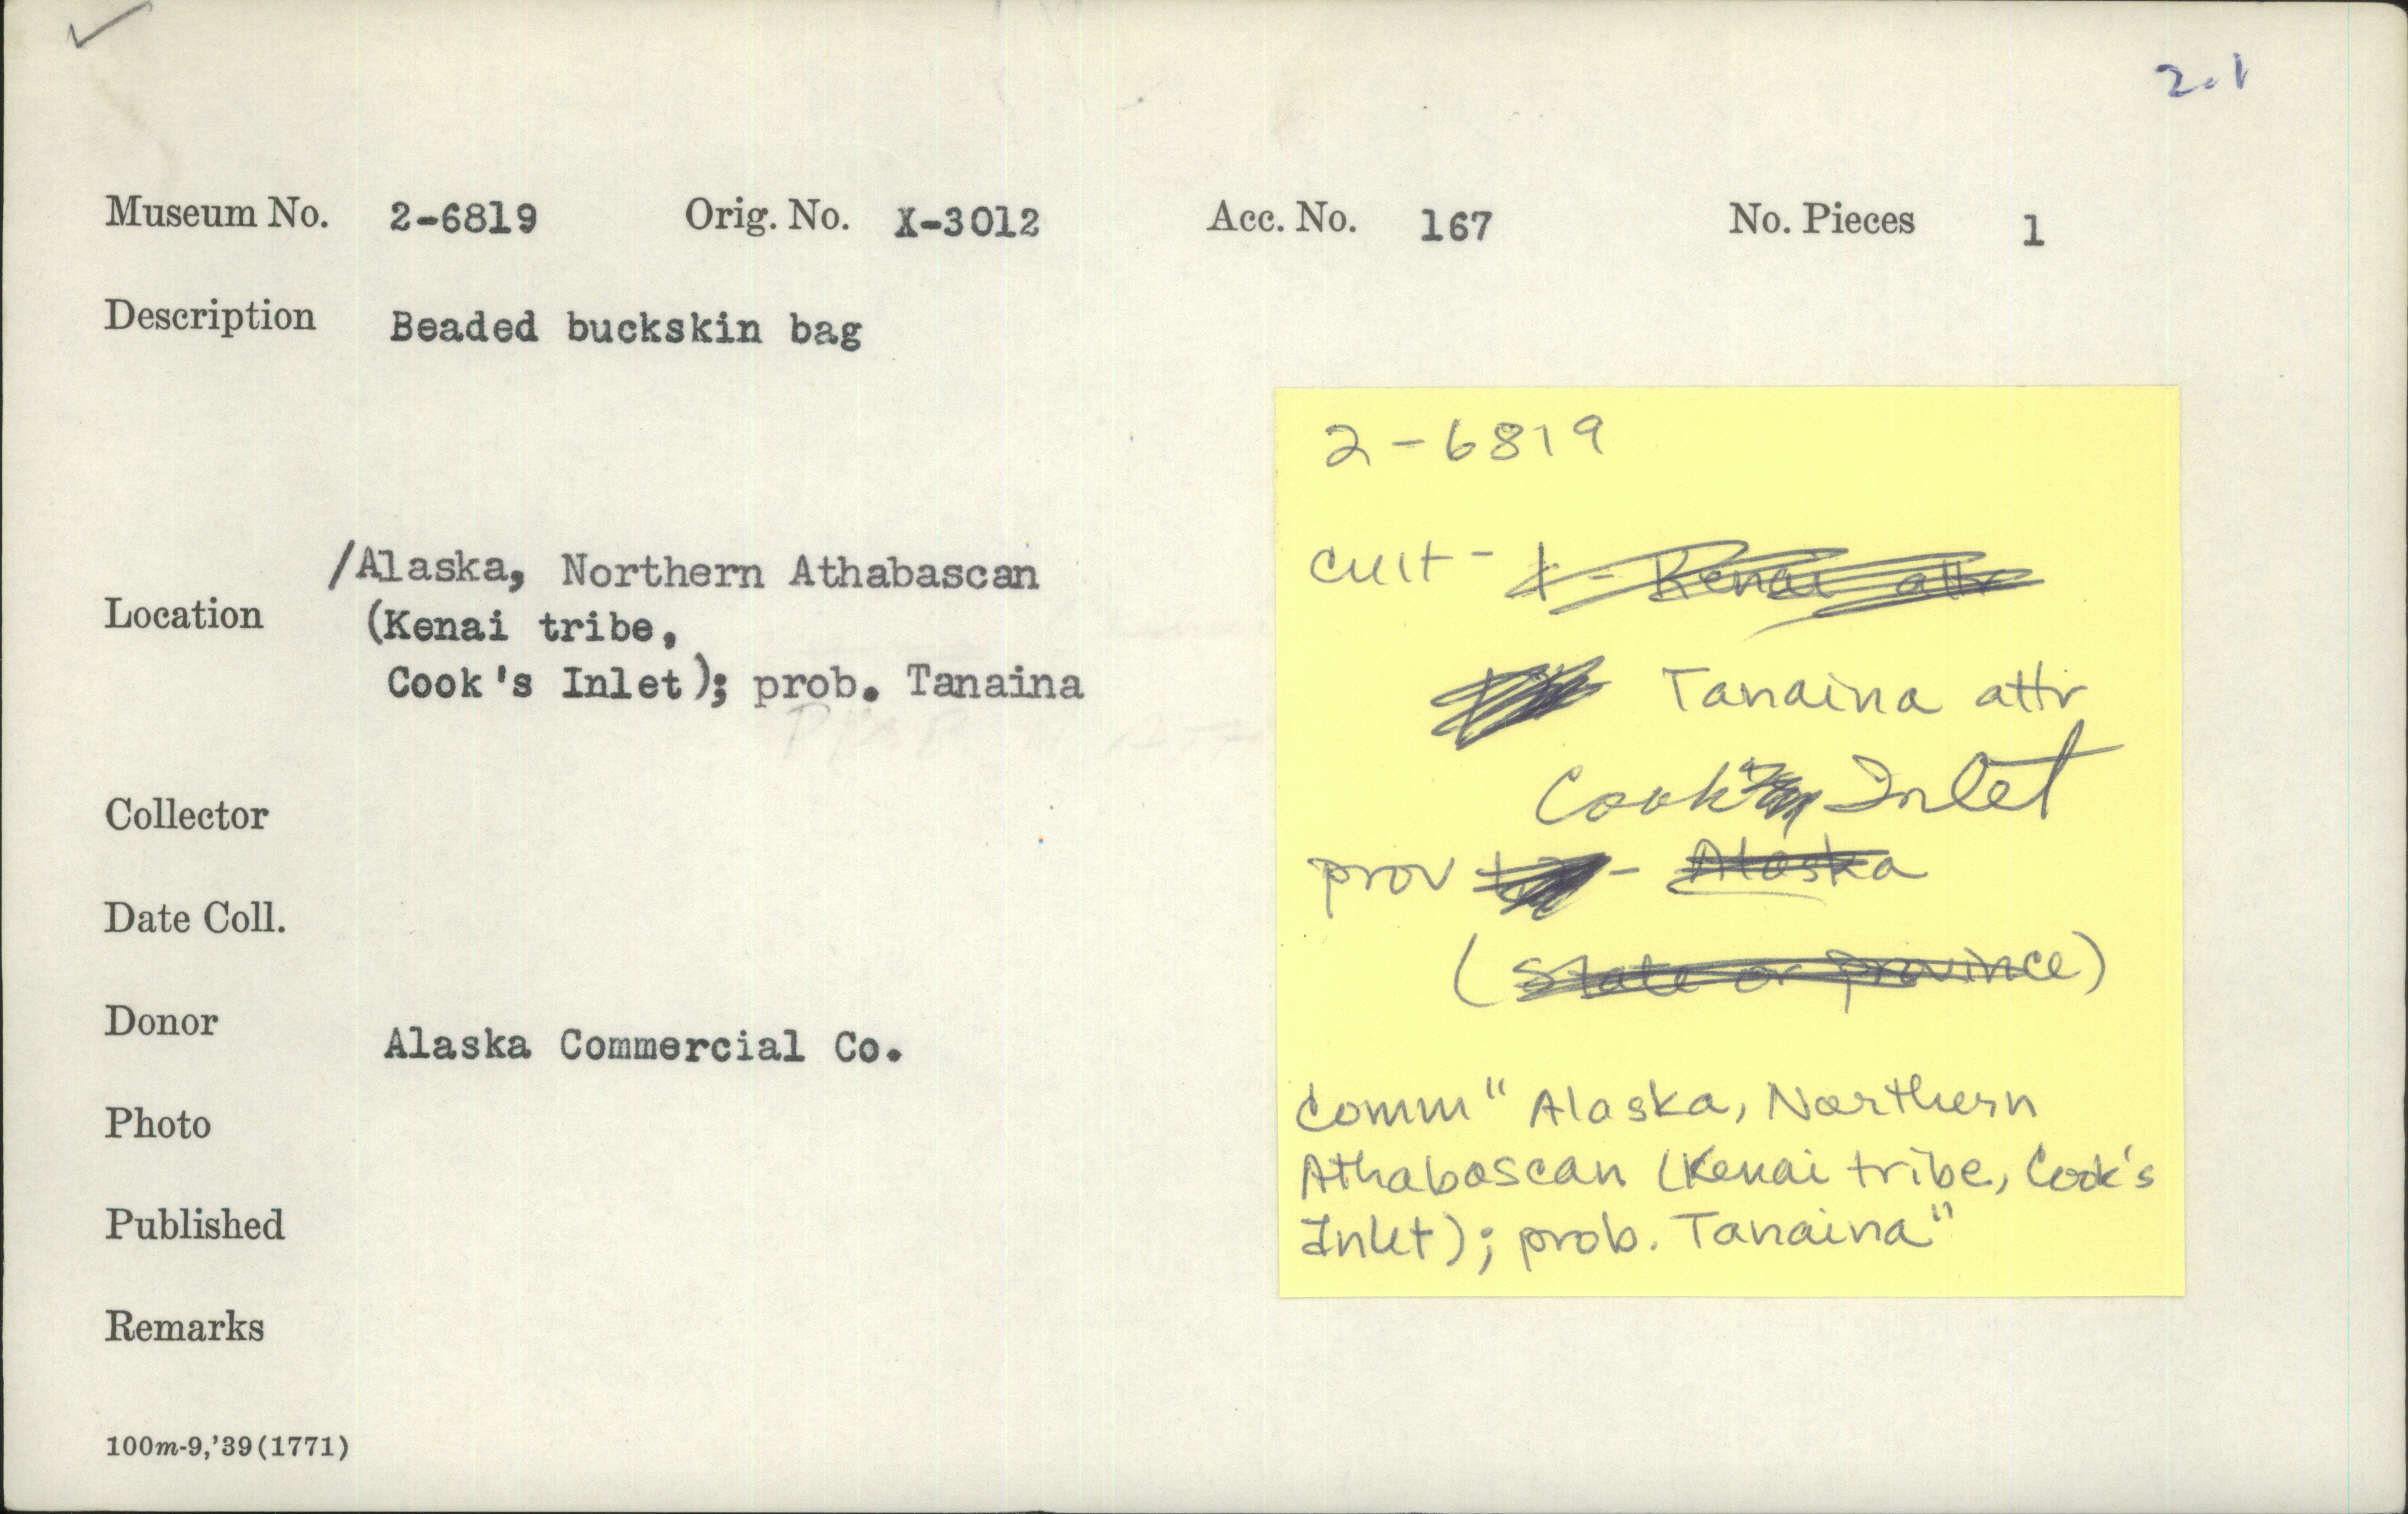 2.1
Museum No. 2-6819 Orig. No. X-3012 Acc. No. 167 No. Pieces 1
Description Beaded buckskin bag
/Alaska, Northern Athabascan
Location (Kenai tribe,
Cook's Inlet); prob. Tanaina
Collector
Date Coll.
Donor Alaska Commercial Co.
Photo
Published
Remarks
100m-9,'39(1771)
2-6819
cult - Kenai attr
Tanaina attr
Cook Inlet
prov - Alaska
(State or province)
Comm "Alaska, Northern
Athabascan (Kenai tribe, Cook's
Inlet); prob. Tanaina"